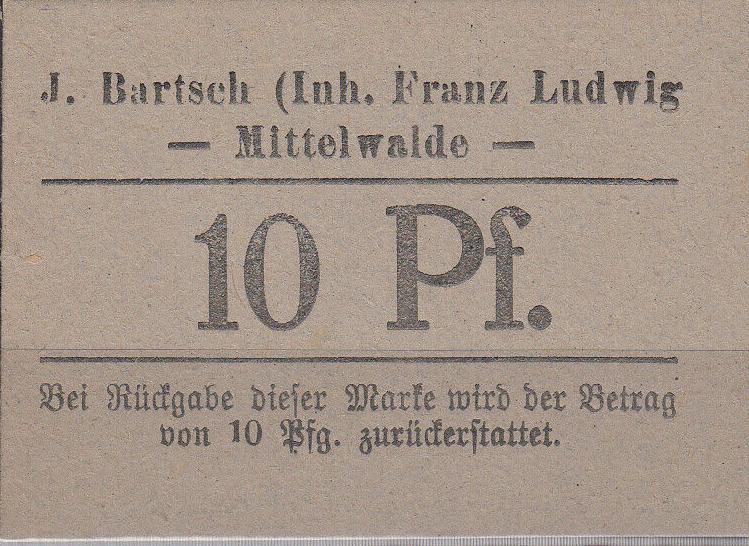 J. Bartsch (Inh. Franz Ludwig
— Mittelwalde —
10 Pf.
Bei Rückgabe dieser Marke wird der Betrag
von 10 Pfg. zurückerstattet.